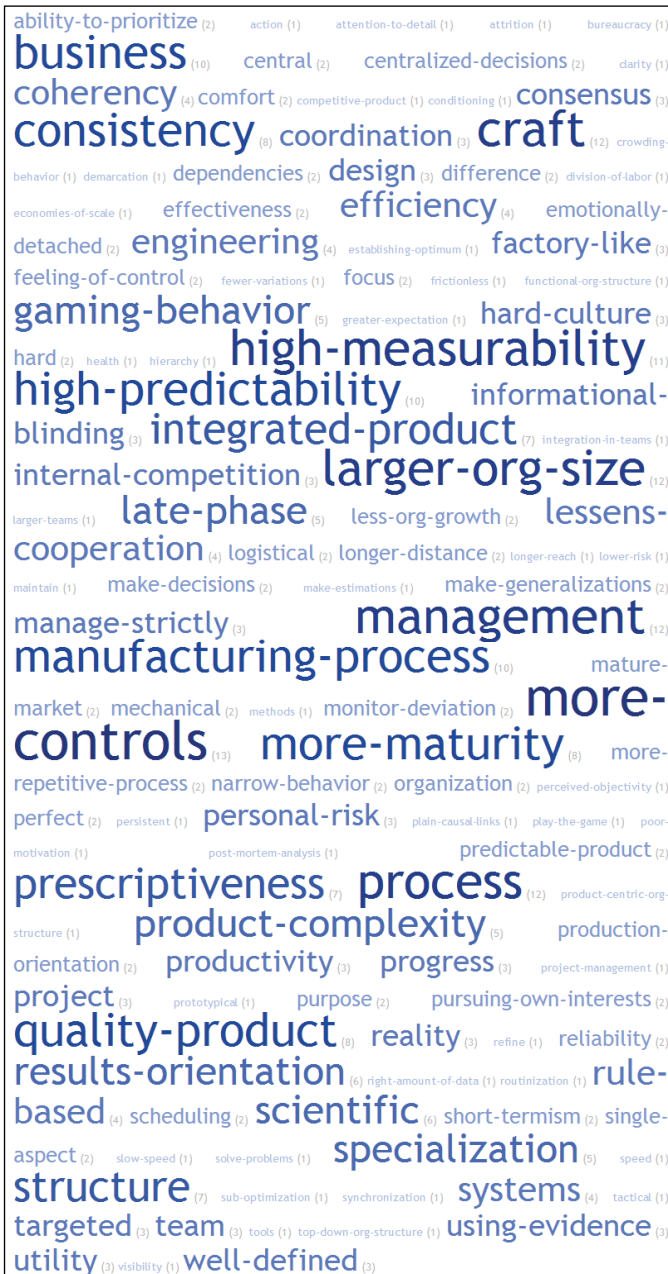 ability-to-prioritize (2) action (1) attention-to-detail (1) attrition (1) bureaucracy (1)
business (10) central (2) centralized-decisions (2) clarity (1)
coherency (4) comfort (2) competitive-product (1) conditioning (1) consensus (3)
consistency (8) coordination (3) craft (12) crowding-
behavior (1) demarcation (1) dependencies (2) design (3) difference (2) division-of-labor (1)
economies-of-scale (1) effectiveness (2) efficiency (4) emotionally-
detached (2) engineering (4) establishing-optimum (1) factory-like (3)
feeling-of-control (2) fewer-variations (1) focus (2) frictionless (1) functional-org-structure (1)
gaming-behavior (5) greater-expectation (1) hard-culture (3)
hard (2) health (1) hierarchy (1) high-measurability (11)
high-predictability (10) informational-
blinding (3) integrated-product (7) integration-in-teams (1)
internal-competition (3) larger-org-size (12)
larger-teams (1) late-phase (5) less-org-growth (2) lessens-
cooperation (4) logistical (2) longer-distance (2) longer-reach (1) lower-risk (1)
maintain (1) make-decisions (2) make-estimations (1) make-generalizations (2)
manage-strictly (3) management (12)
manufacturing-process (10) mature-
market (2) mechanical (2) methods (1) monitor-deviation (2) more-
controls (13) more-maturity (8) more-
repetitive-process (2) narrow-behavior (2) organization (2) perceived-objectivity (1)
perfect (2) persistent (1) personal-risk (3) plain-causal-links (1) play-the-game (1) poor-
motivation (1) post-mortem-analysis (1) predictable-product (2)
prescriptiveness (7) process (12) product-centric-org-
structure (1) product-complexity (5) production-
orientation (2) productivity (3) progress (3) project-management (1)
project (3) prototypical (1) purpose (2) pursuing-own-interests (2)
quality-product (8) reality (3) refine (1) reliability (2)
results-orientation (6) right-amount-of-data (1) routinization (1) rule-
based (4) scheduling (2) scientific (6) short-termism (2) single-
aspect (2) slow-speed (1) solve-problems (1) specialization (5) speed (1)
structure (7) sub-optimization (1) synchronization (1) systems (4) tactical (1)
targeted (3) team (3) tools (1) top-down-org-structure (1) using-evidence (3)
utility (3) visibility (1) well-defined (3)